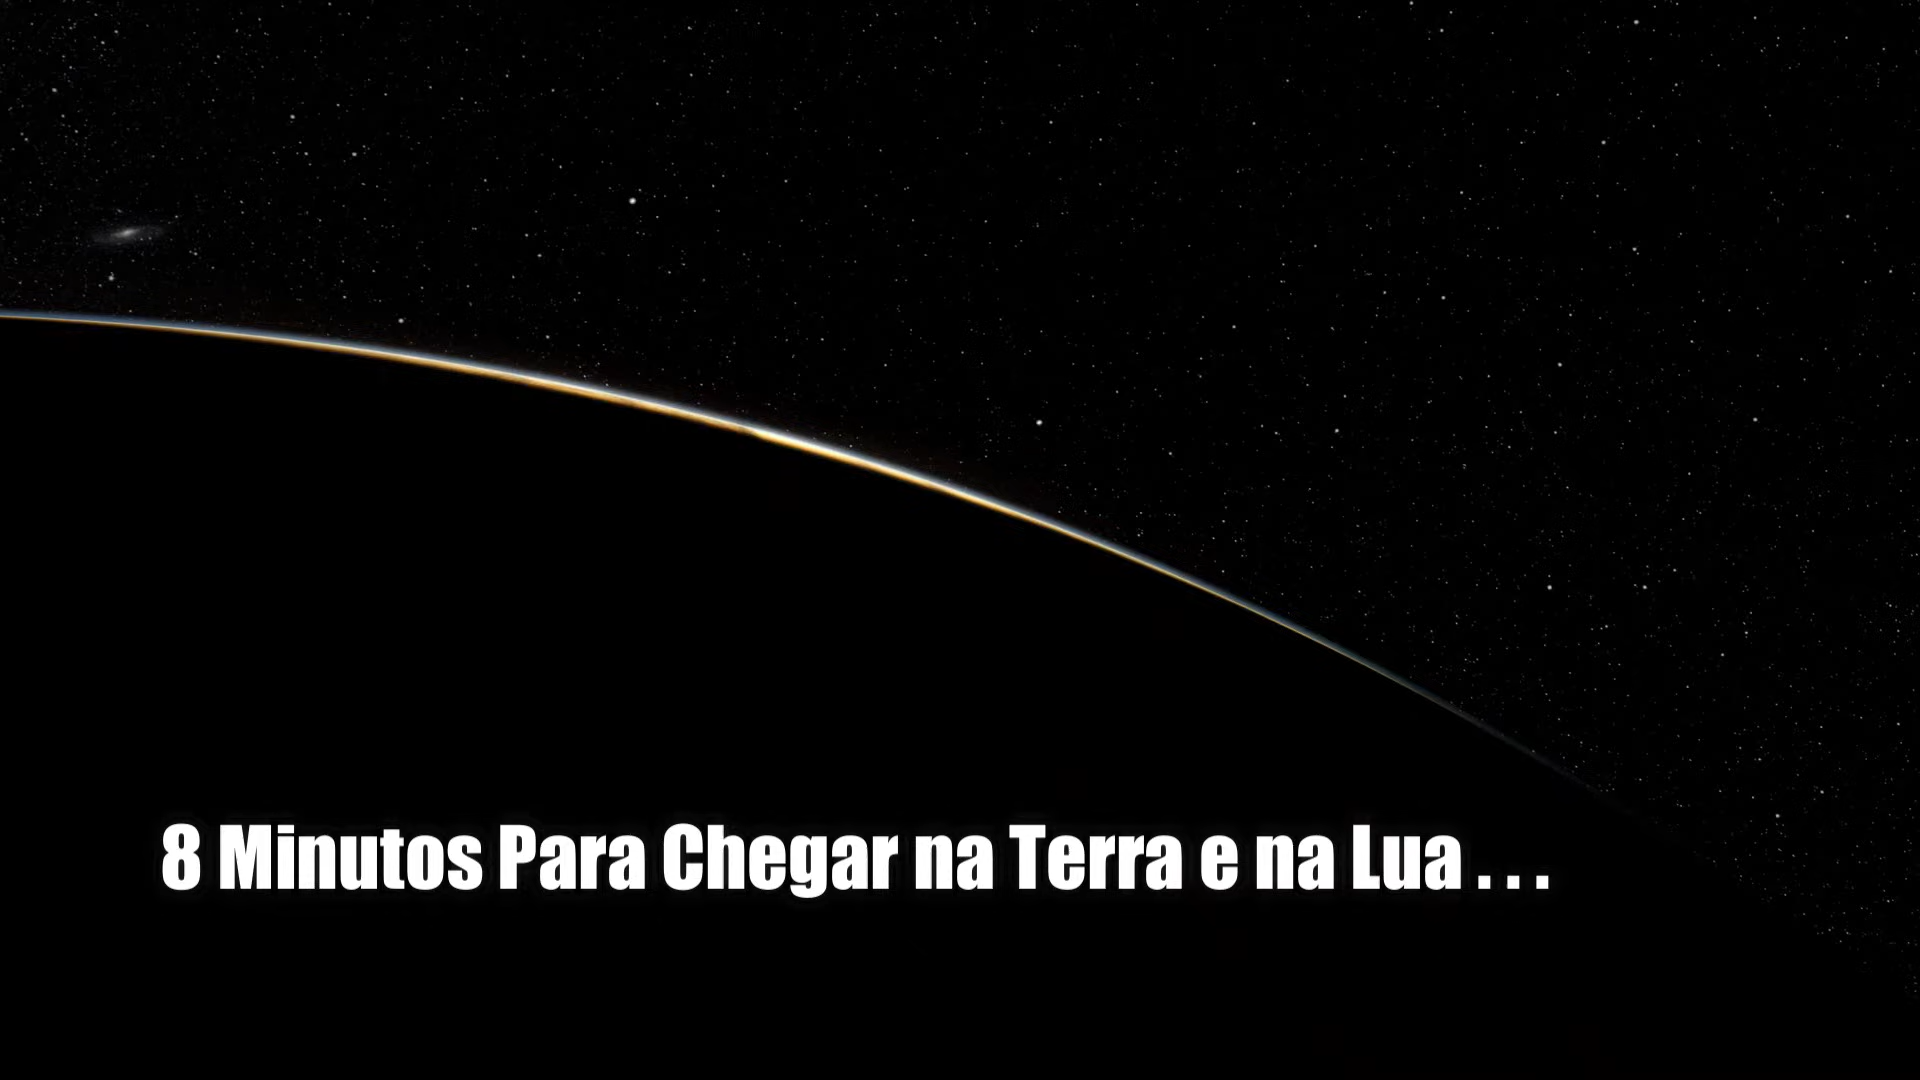 8 Minutos Para Chegar na Terra e na Lua . . .